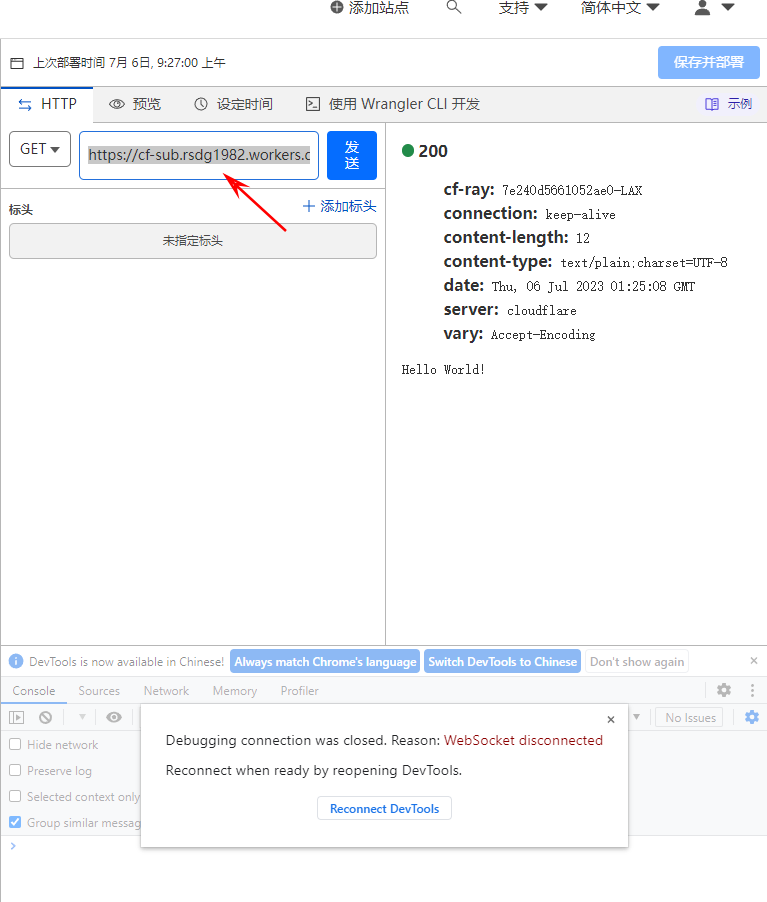 添加站点 支持 简体中文
上次部署时间 7月 6日, 9:27:00 上午 保存并部署
HTTP 预览 设定时间 使用 Wrangler CLI 开发 示例
GET https://cf-sub.rsdg1982.workers.d 发送
标头 添加标头
未指定标头
200
cf-ray: 7e240d5661052ae0-LAX
connection: keep-alive
content-length: 12
content-type: text/plain;charset=UTF-8
date: Thu, 06 Jul 2023 01:25:08 GMT
server: cloudflare
vary: Accept-Encoding
Hello World!
DevTools is now available in Chinese! Always match Chrome's language Switch DevTools to Chinese Don't show again ×
Console Sources Network Memory Profiler
No Issues
Hide network
Preserve log
Selected context only
Group similar messag
×
Debugging connection was closed. Reason: WebSocket disconnected
Reconnect when ready by reopening DevTools.
Reconnect DevTools